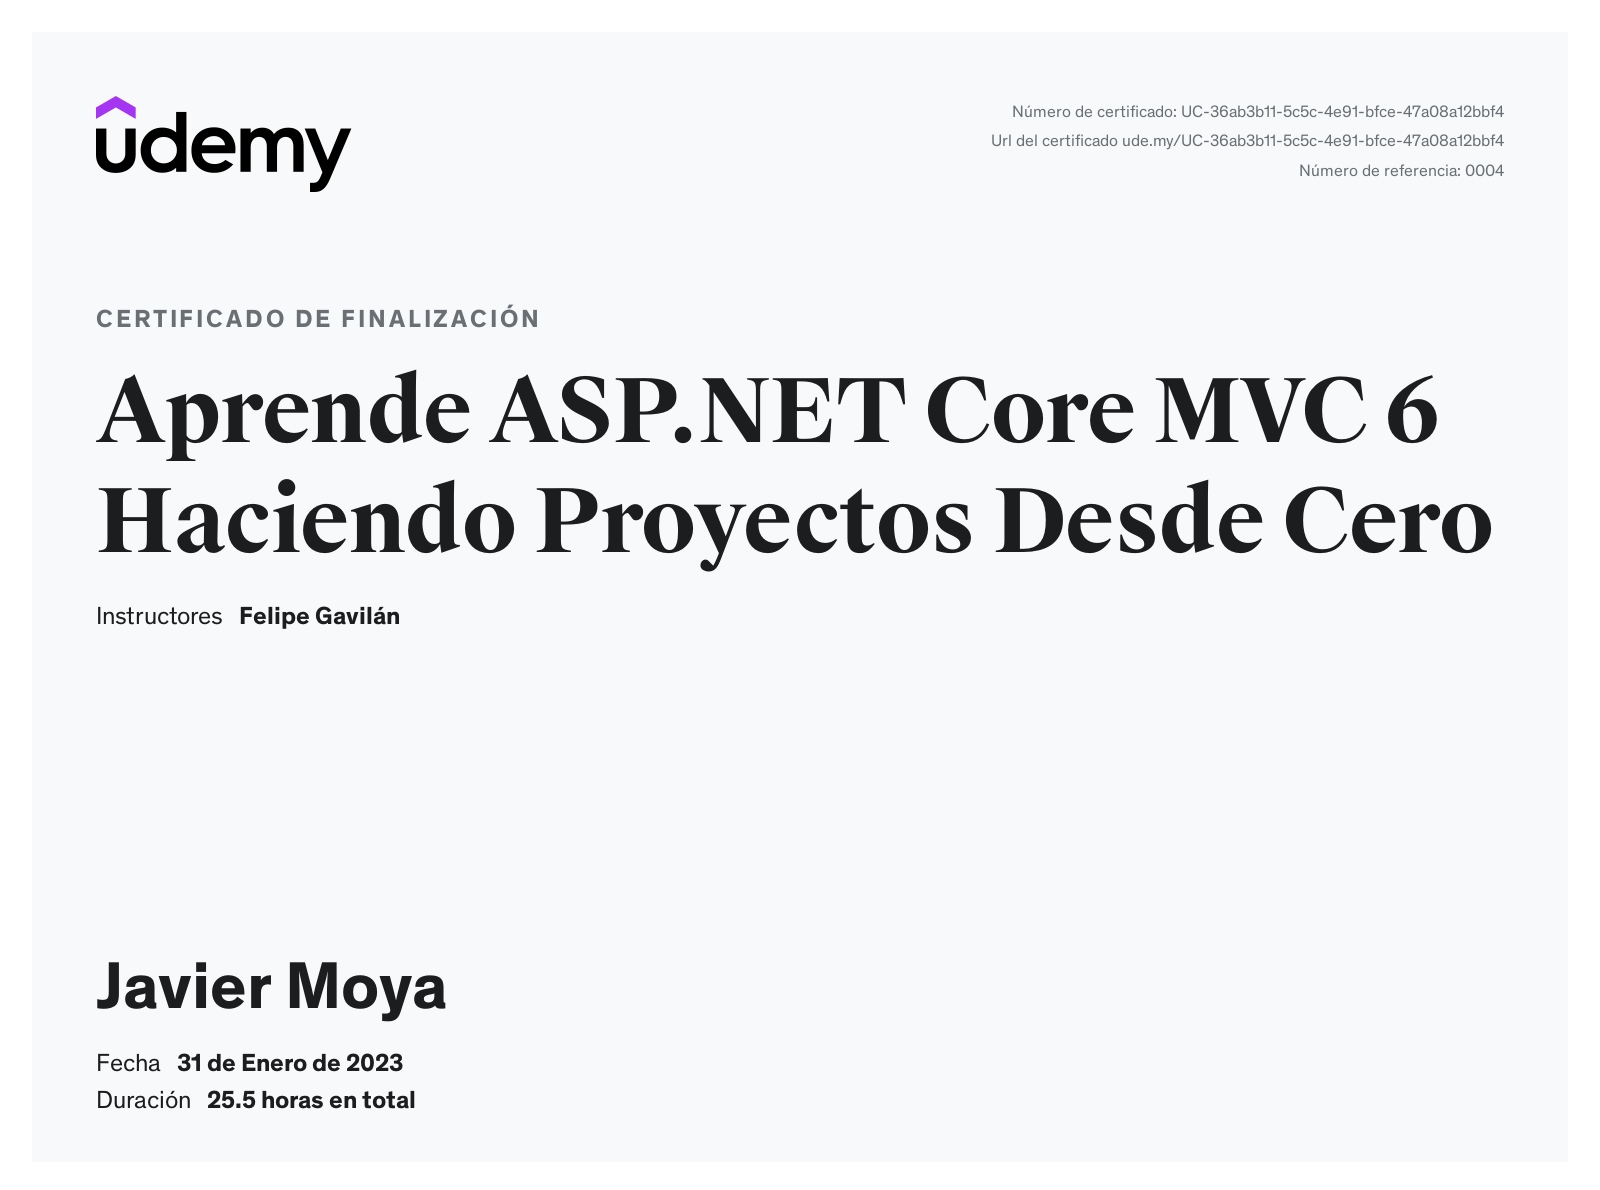 udemy
Número de certificado: UC-36ab3b11-5c5c-4e91-bfce-47a08a12bbf4
Url del certificado ude.my/UC-36ab3b11-5c5c-4e91-bfce-47a08a12bbf4
Número de referencia: 0004
CERTIFICADO DE FINALIZACIÓN
Aprende ASP.NET Core MVC 6
Haciendo Proyectos Desde Cero
Instructores Felipe Gavilán
Javier Moya
Fecha 31 de Enero de 2023
Duración 25.5 horas en total